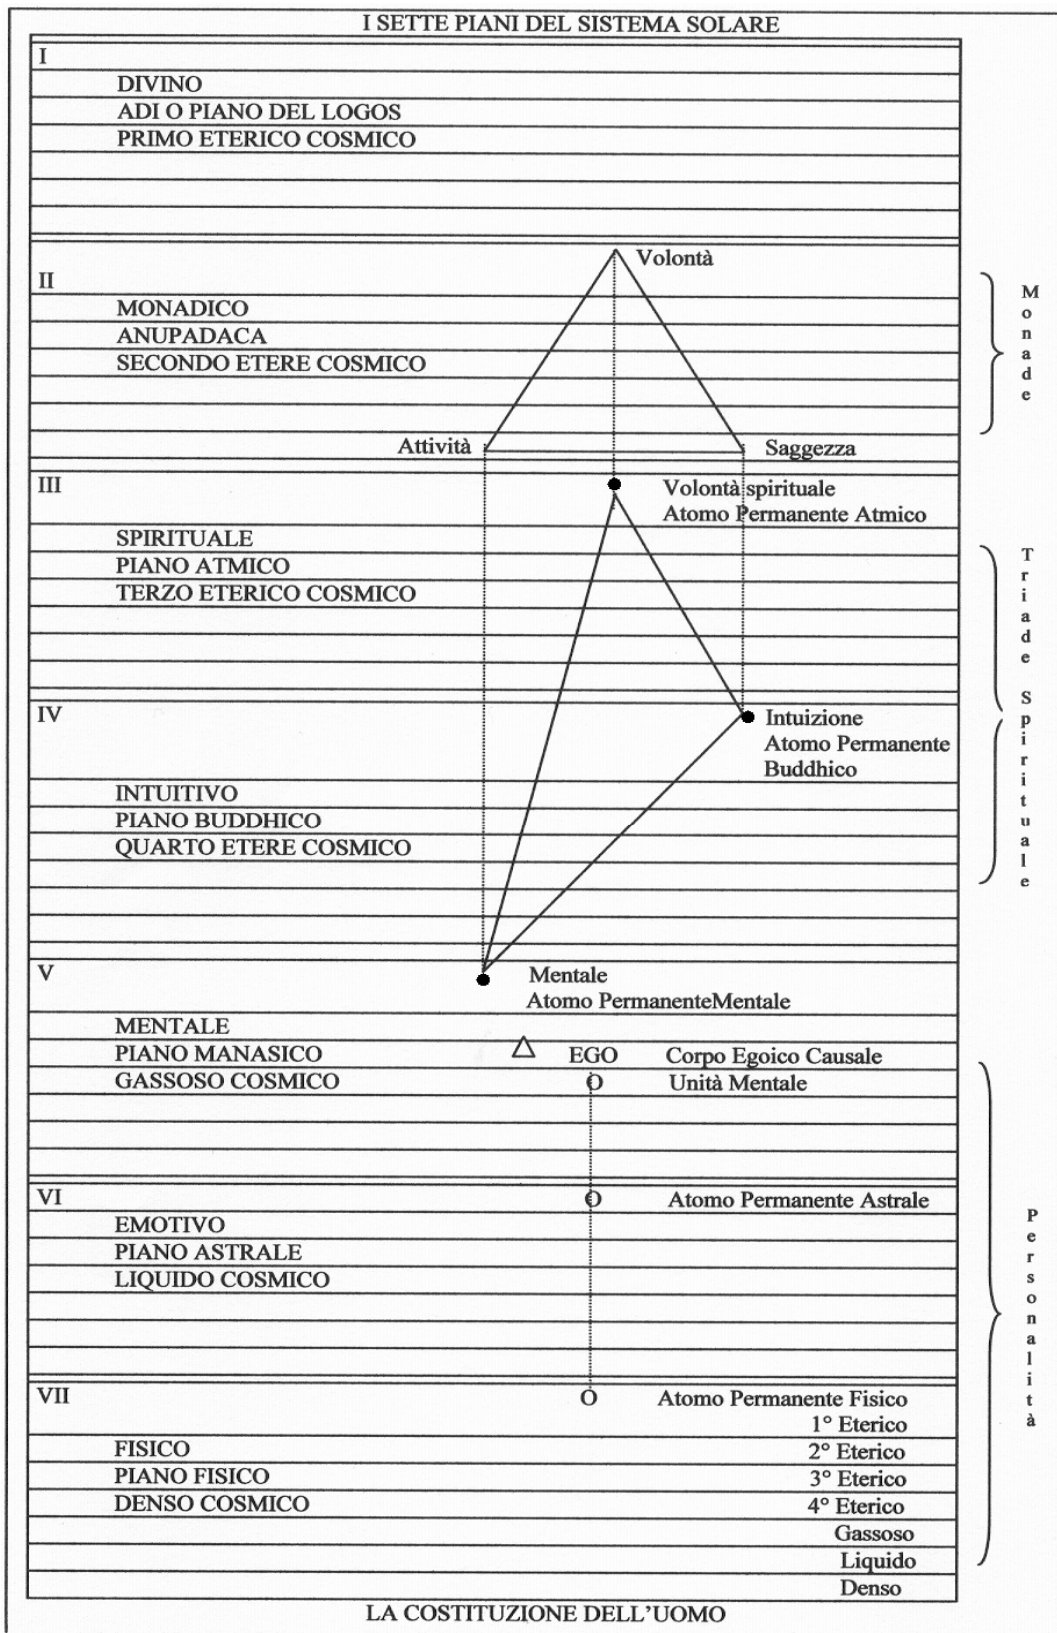 I SETTE PIANI DEL SISTEMA SOLARE
I
DIVINO
ADI O PIANO DEL LOGOS
PRIMO ETERICO COSMICO
Volontà
II
MONADICO
ANUPADACA
SECONDO ETERE COSMICO
Attività
Saggezza
Monade
III
Volontà spirituale
Atomo Permanente Atmico
SPIRITUALE
PIANO ATMICO
TERZO ETERICO COSMICO
Triade Spirituale
IV
Intuizione
Atomo Permanente
Buddhico
INTUITIVO
PIANO BUDDHICO
QUARTO ETERE COSMICO
V
Mentale
Atomo PermanenteMentale
MENTALE
PIANO MANASICO
EGO Corpo Egoico Causale
GASSOSO COSMICO
O Unità Mentale
VI
O Atomo Permanente Astrale
EMOTIVO
PIANO ASTRALE
LIQUIDO COSMICO
Personalità
VII
O Atomo Permanente Fisico
1° Eterico
FISICO
2° Eterico
PIANO FISICO
3° Eterico
DENSO COSMICO
4° Eterico
Gassoso
Liquido
Denso
LA COSTITUZIONE DELL'UOMO